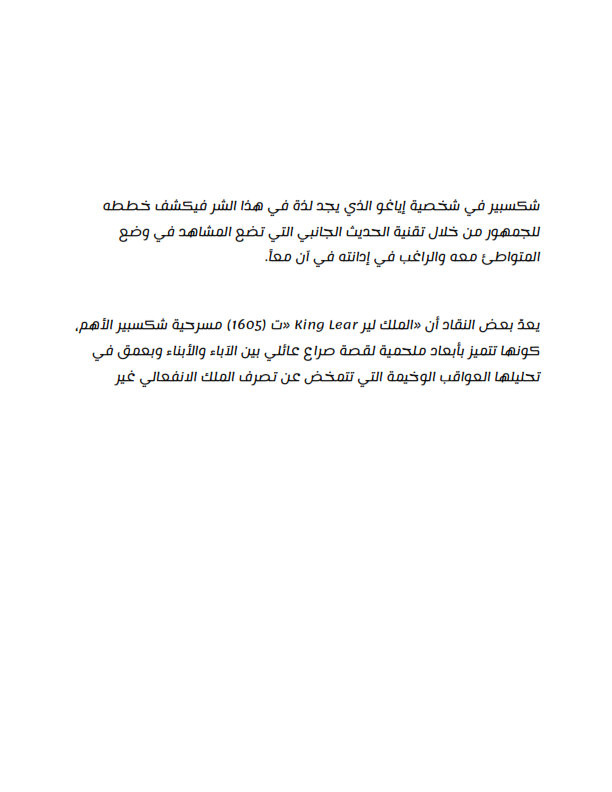 شكسبير في شخصية إياغو الذي يجد لذة في هذا الشر فيكشف خططه
للجمهور من خلال تقنية الحديث الجانبي التي تضع المشاهد في وضع
المتواطئ معه والراغب في إدانته في آن معاً.
يعدّ بعض النقاد أن «الملك لير King Lear «ت (1605) مسرحية شكسبير الأهم،
كونها تتميز بأبعاد ملحمية لقصة صراع عائلي بين الآباء والأبناء وبعمق في
تحليلها العواقب الوخيمة التي تتمخض عن تصرف الملك الانفعالي غير